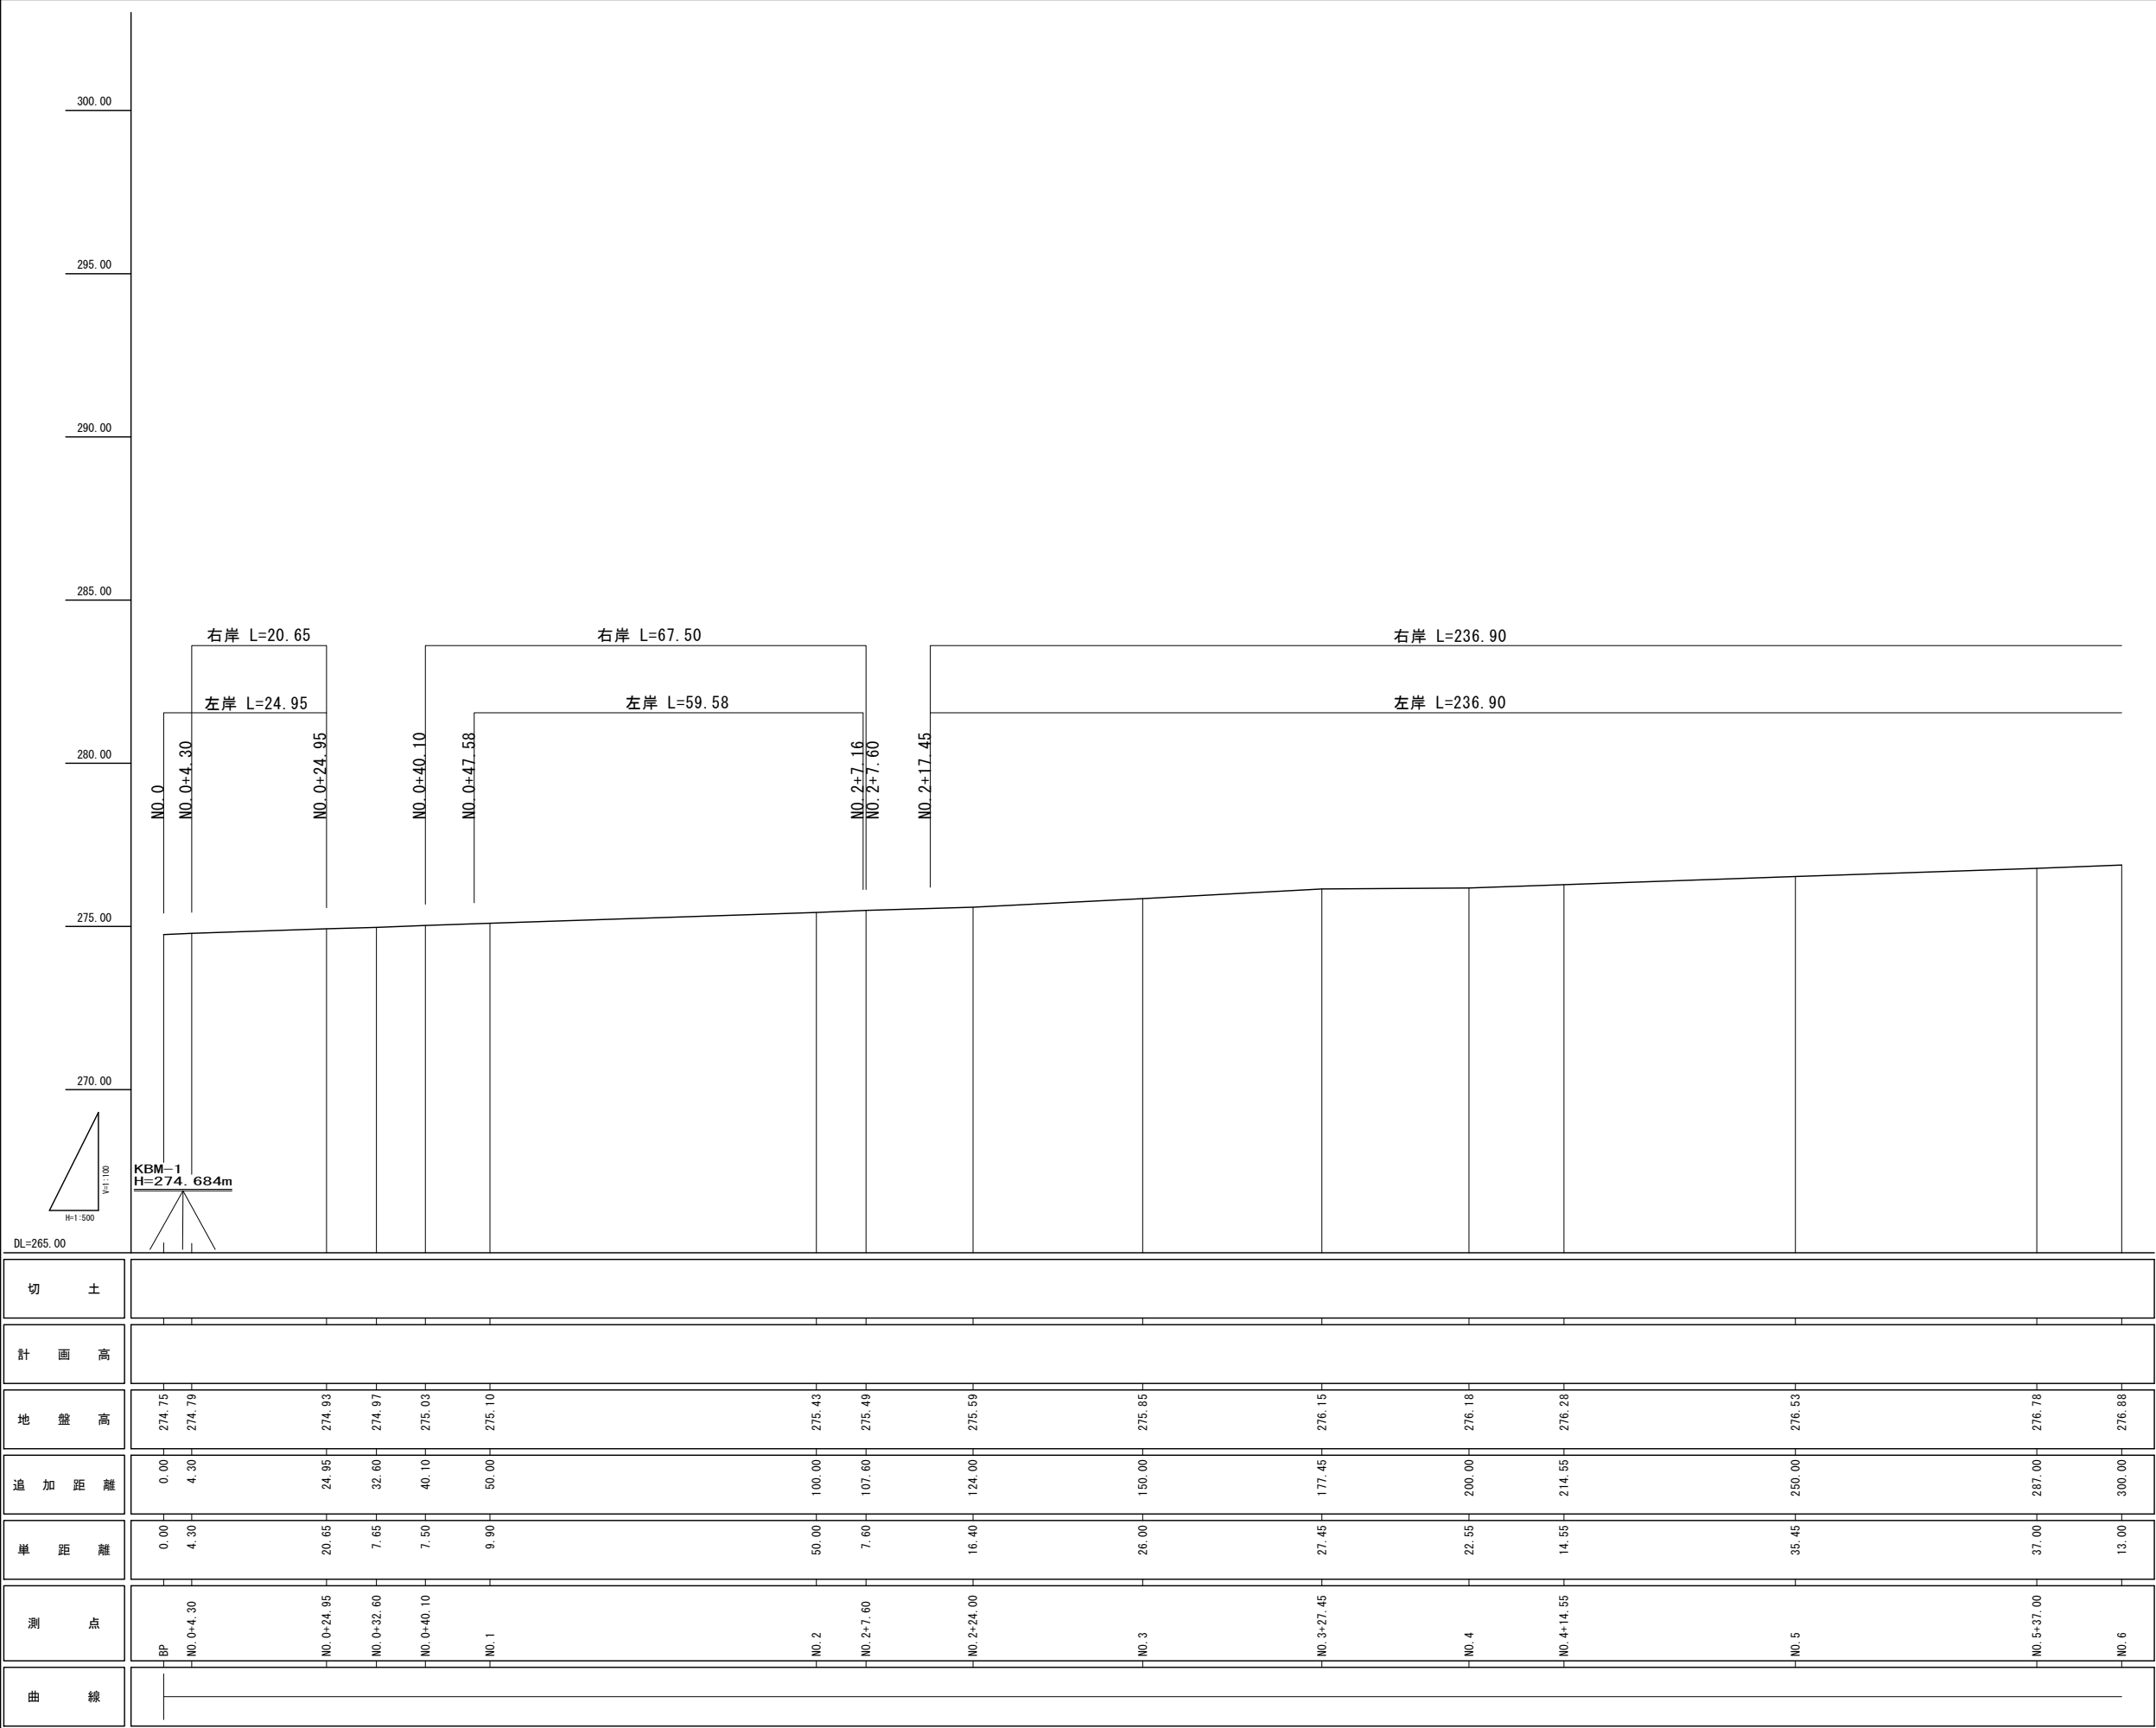 300.00
295.00
290.00
285.00
280.00
275.00
270.00
右岸 L=20.65
右岸 L=67.50
右岸 L=236.90
左岸 L=24.95
左岸 L=59.58
左岸 L=236.90
NO.0
NO.0+4.30
NO.0+24.95
NO.0+40.10
NO.0+47.58
NO.2+7.16
NO.2+7.60
NO.2+17.45
V=1:100
H=1:500
KBM-1
H=274.684m
DL=265.00
切 土
計 画 高
地 盤 高 274.75 274.79 274.93 274.97 275.03 275.10 275.43 275.49 275.59 275.85 276.15 276.18 276.28 276.53 276.78 276.88
追 加 距 離 0.00 4.30 24.95 32.60 40.10 50.00 100.00 107.60 124.00 150.00 177.45 200.00 214.55 250.00 287.00 300.00
単 距 離 0.00 4.30 20.65 7.65 7.50 9.90 50.00 7.60 16.40 26.00 27.45 22.55 14.55 35.45 37.00 13.00
測 点 BP NO.0+4.30 NO.0+24.95 NO.0+32.60 NO.0+40.10 NO.1 NO.2 NO.2+7.60 NO.2+24.00 NO.3 NO.3+27.45 NO.4 NO.4+14.55 NO.5 NO.5+37.00 NO.6
曲 線